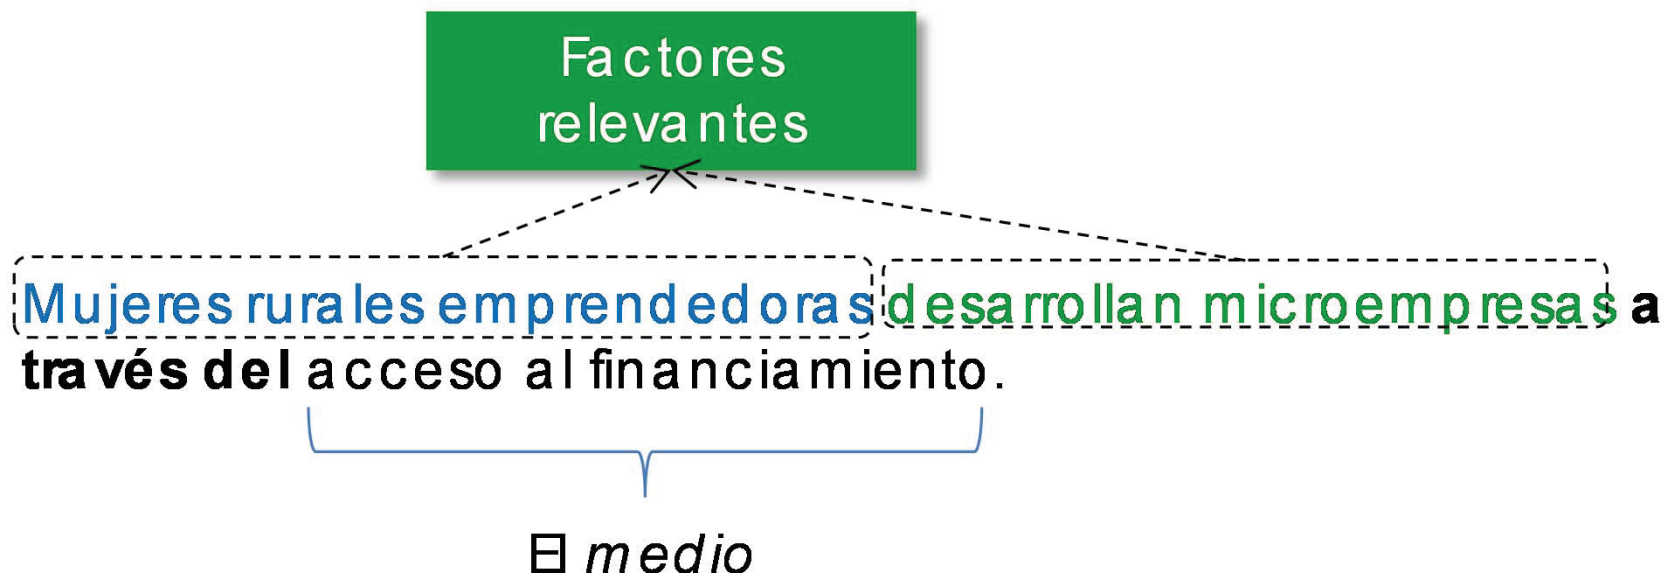 Factores
relevantes
Mujeres rurales emprendedoras desarrollan microempresas a
través del acceso al financiamiento.
El medio